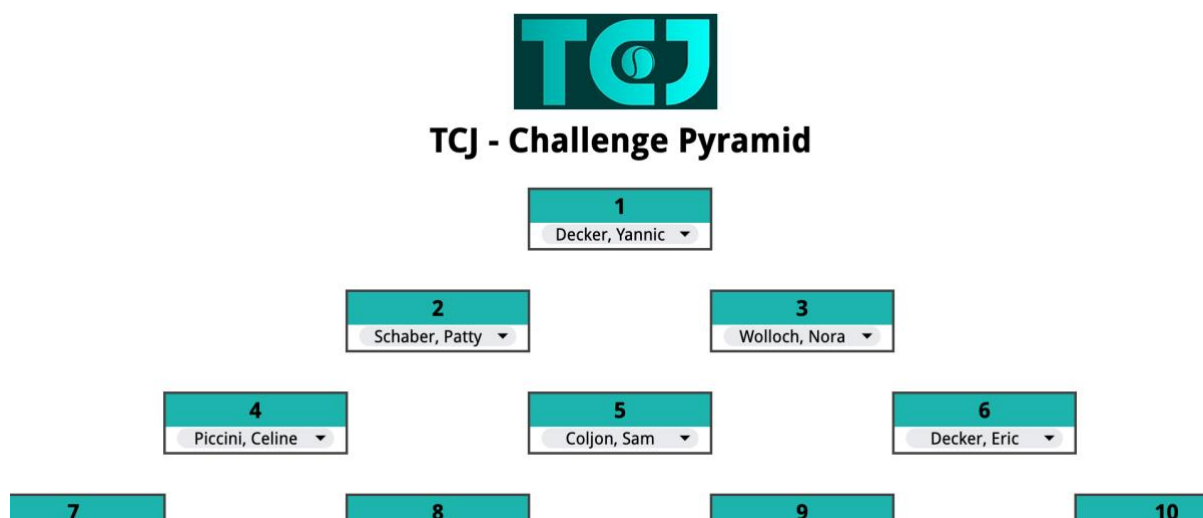 TCJ
TCJ - Challenge Pyramid
1
Decker, Yannic
2
Schaber, Patty
3
Wolloch, Nora
4
Piccini, Celine
5
Coljon, Sam
6
Decker, Eric
7
8
9
10